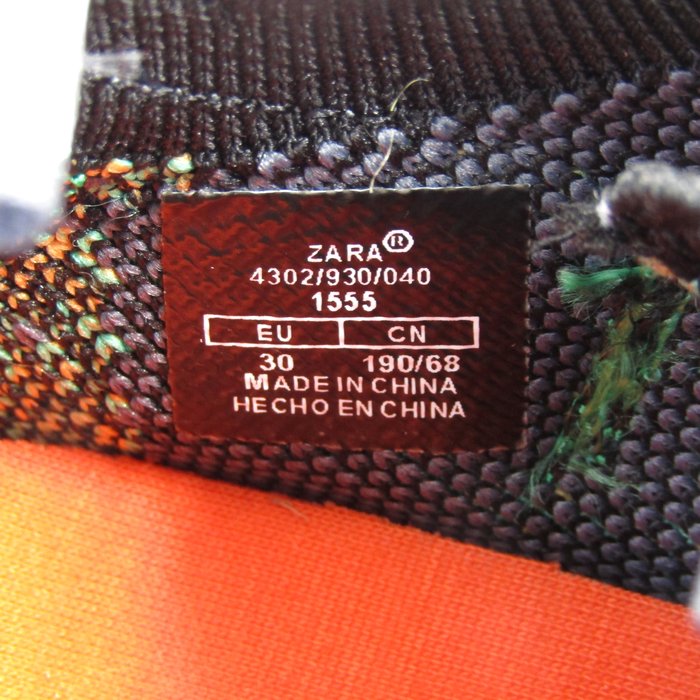 ZARA®
4302/930/040
1555
EU CN
30 190/68
MADE IN CHINA
HECHO EN CHINA